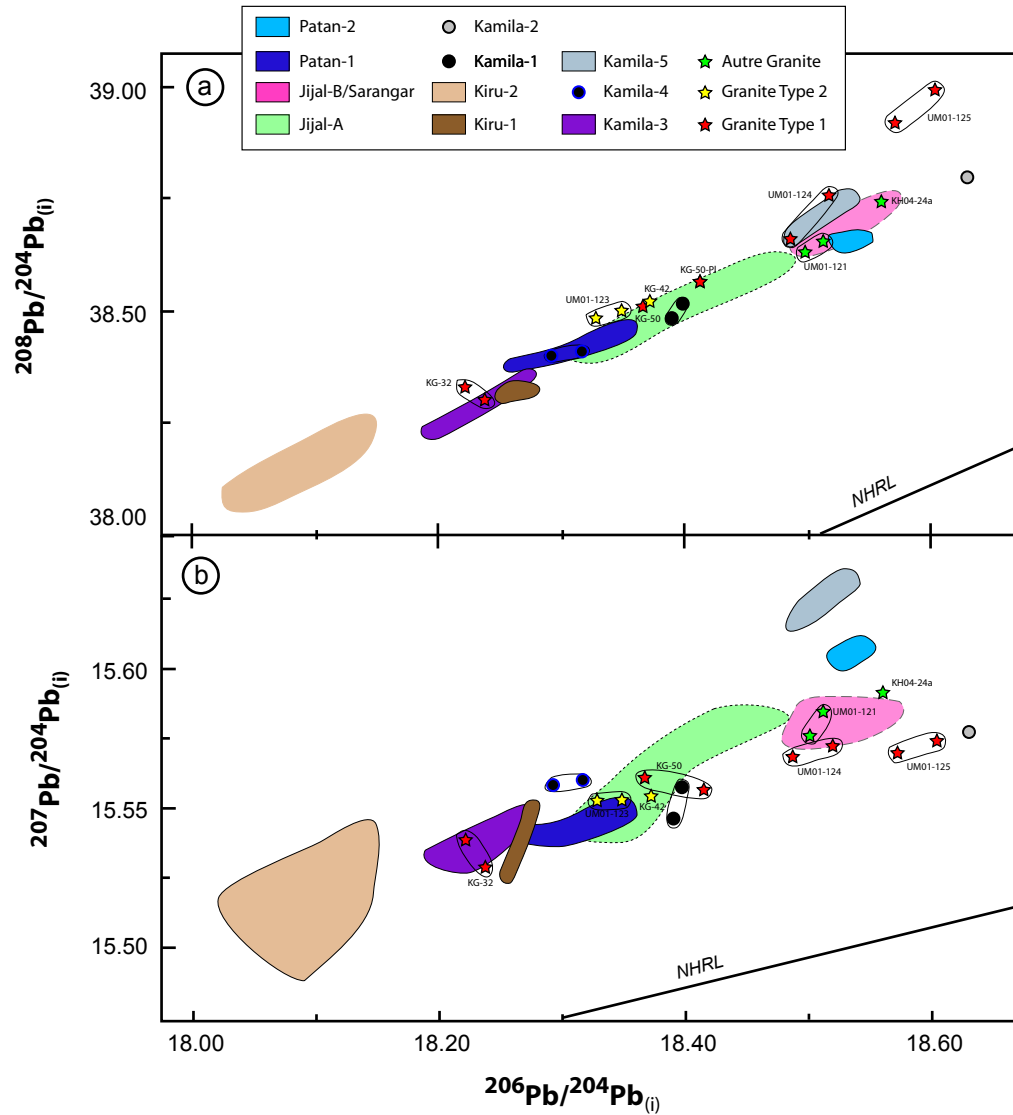 Patan-2
Kamila-2
Patan-1
Kamila-1
Kamila-5
Autre Granite
Jijal-B/Sarangar
Kiru-2
Kamila-4
Granite Type 2
Jijal-A
Kiru-1
Kamila-3
Granite Type 1
a
39.00
38.50
38.00
208Pb/204Pb(i)
UM01-125
UM01-124
KH04-24a
UM01-121
KG-50-Pl
KG-42
UM01-123
KG-50
KG-32
NHRL
b
15.60
15.55
15.50
207Pb/204Pb(i)
KH04-24a
UM01-121
UM01-124
UM01-125
KG-50
UM01-123
KG-42
KG-32
NHRL
18.00
18.20
18.40
18.60
206Pb/204Pb(i)